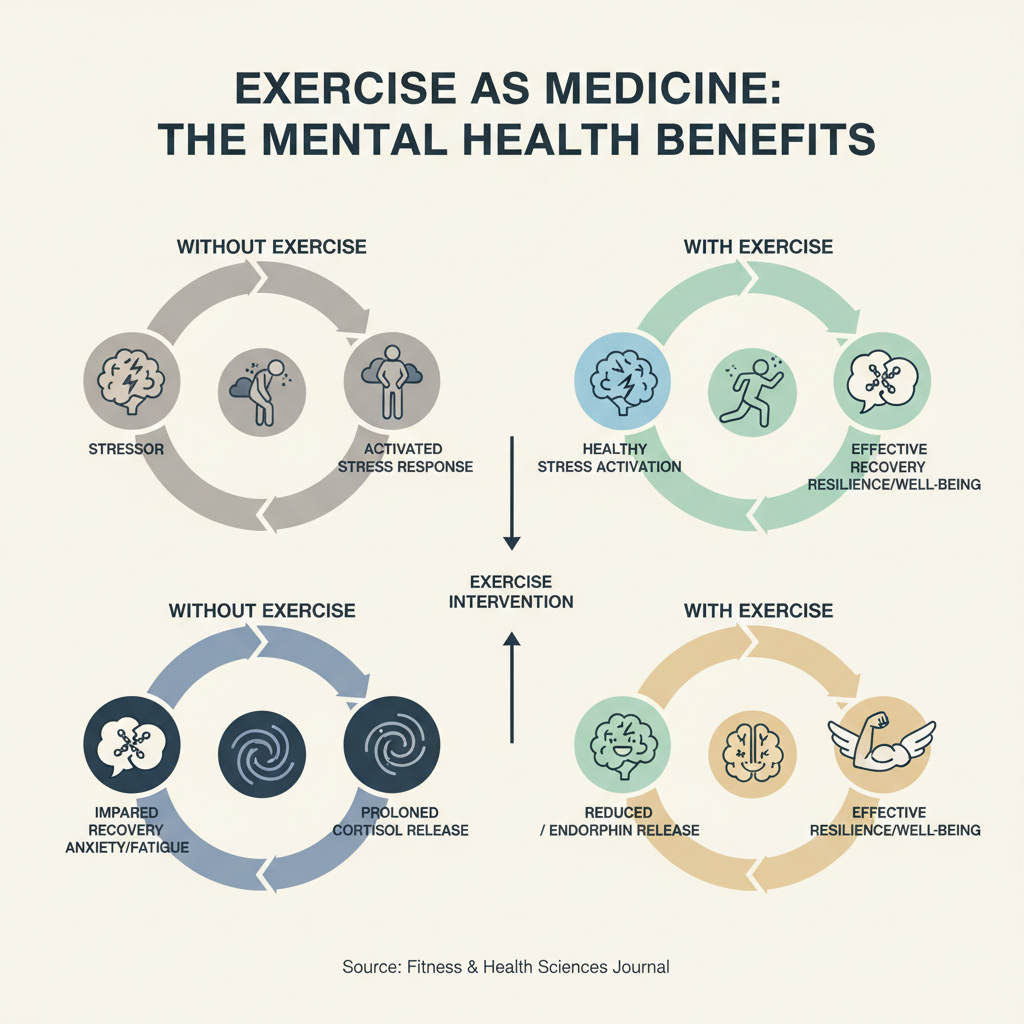 EXERCISE AS MEDICINE:
THE MENTAL HEALTH BENEFITS
WITHOUT EXERCISE
STRESSOR
ACTIVATED
STRESS RESPONSE
WITH EXERCISE
HEALTHY
STRESS ACTIVATION
EFFECTIVE
RECOVERY
RESILIENCE/WELL-BEING
EXERCISE
INTERVENTION
WITHOUT EXERCISE
IMPARED
RECOVERY
ANXIETY/FATIGUE
PROLONED
CORTISOL RELEASE
WITH EXERCISE
REDUCED
/ ENDORPHIN RELEASE
EFFECTIVE
RESILIENCE/WELL-BEING
Source: Fitness & Health Sciences Journal